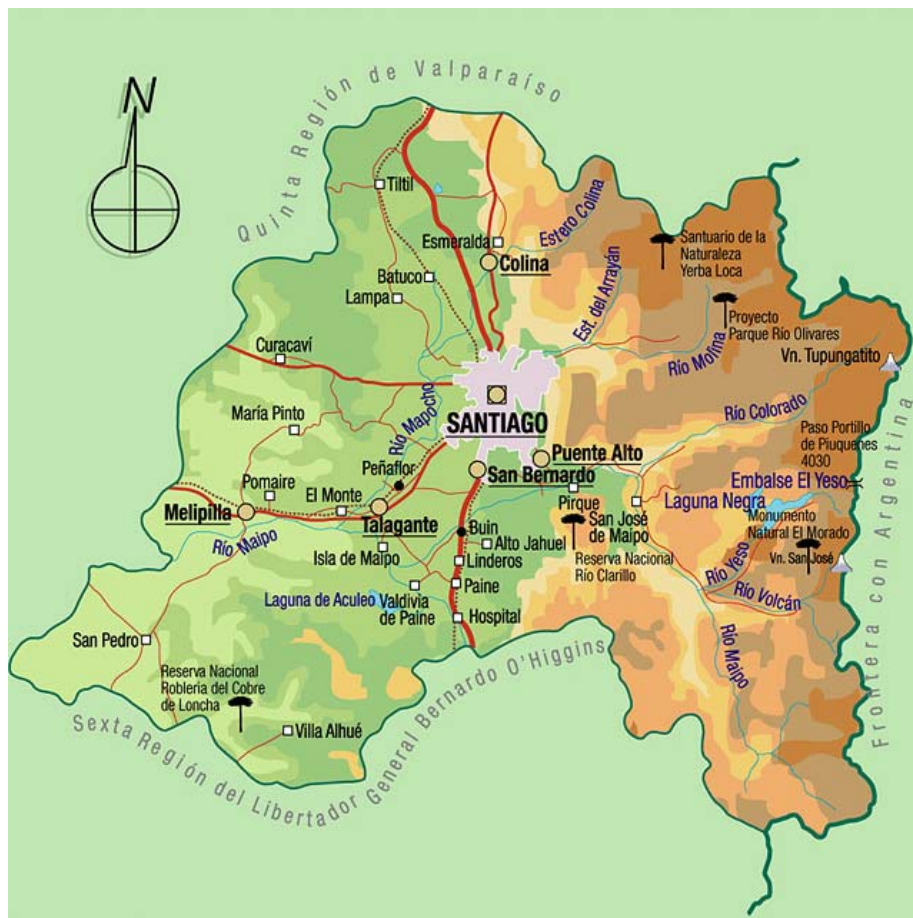 N
Quinta Región de Valparaíso
Tiltil
Esmeralda
Estero Colina
Colina
Santuario de la
Naturaleza
Yerba Loca
Batuco
Lampa
Est. del Arrayán
Proyecto
Parque Río Olivares
Curacaví
Río Molina
Vn. Tupungatito
Río Mapocho
SANTIAGO
María Pinto
Río Colorado
Paso Portillo
de Piuquenes
4030
Peñaflor
Puente Alto
San Bernardo
Pomaire
El Monte
Embalse El Yeso
Laguna Negra
Melipilla
Talagante
Pirque
San José
de Maipo
Monumento
Natural El Morado
Río Maipo
Buin
Isla de Maipo
Alto Jahuel
Reserva Nacional
Río Clarillo
Linderos
Vn. San José
Río Yeso
Río Volcán
Paine
Laguna de Aculeo
Valdivia
de Paine
Hospital
San Pedro
Río Maipo
Reserva Nacional
Robleria del Cobre
de Loncha
Villa Alhué
Sexta Región del Libertador General Bernardo O'Higgins
Frontera con Argentina